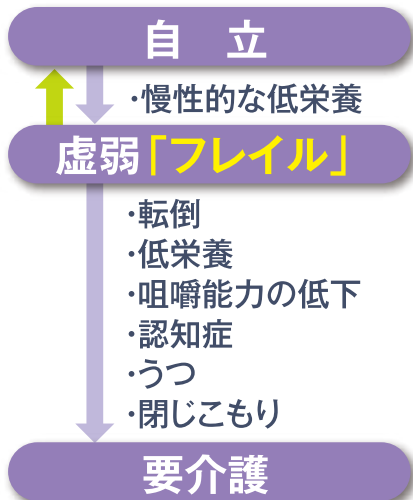 自　立
・慢性的な低栄養
虚弱「フレイル」
・転倒
・低栄養
・咀嚼能力の低下
・認知症
・うつ
・閉じこもり
要介護